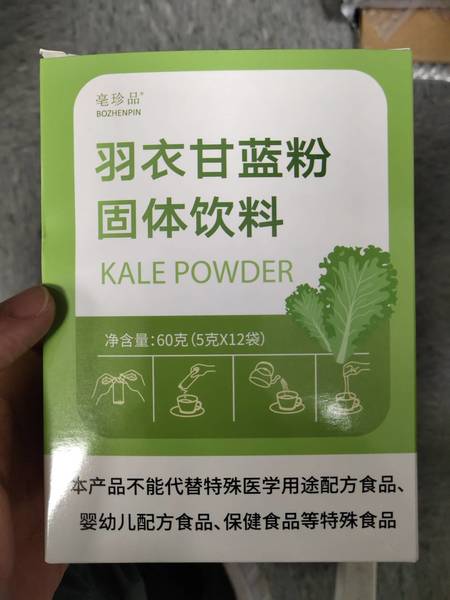 亳珍品®
BOZHENPIN
羽衣甘蓝粉
固体饮料
KALE POWDER
净含量:60克(5克X12袋)
本产品不能代替特殊医学用途配方食品、
婴幼儿配方食品、保健食品等特殊食品